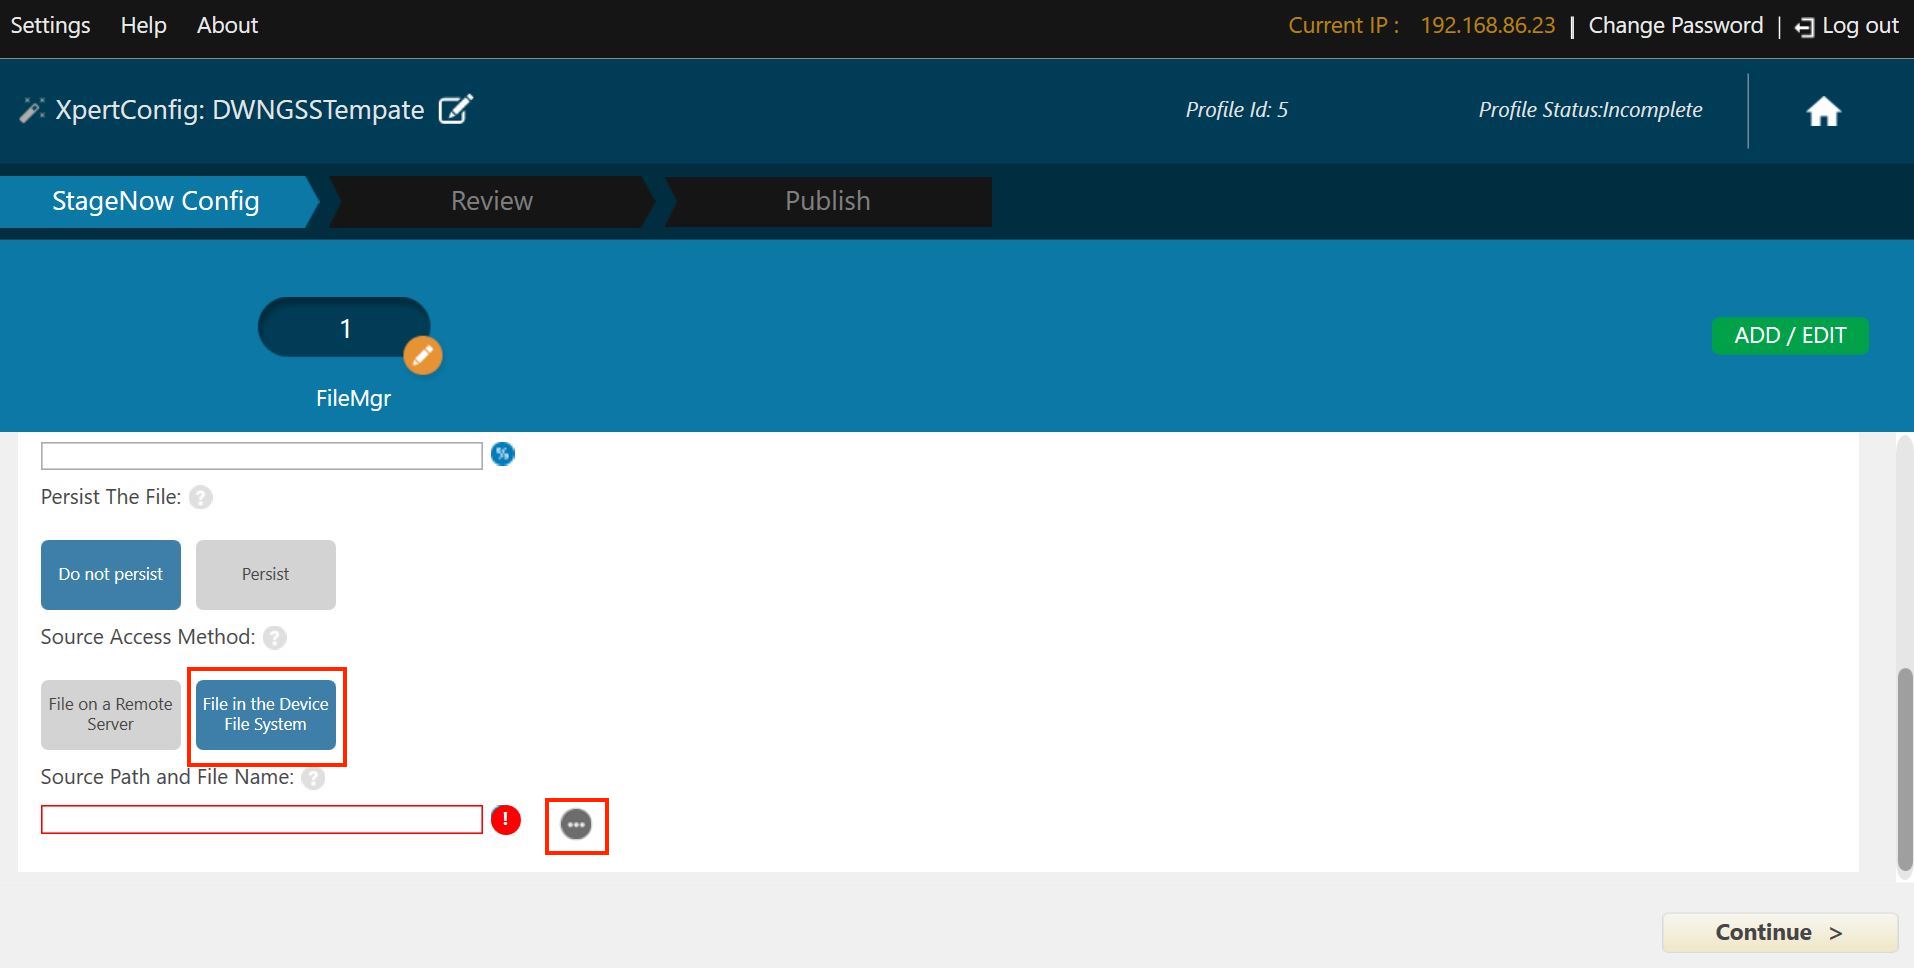 Settings Help About Current IP : 192.168.86.23 | Change Password | Log out
XpertConfig: DWNGSSTempate Profile Id: 5 Profile Status:Incomplete
StageNow Config Review Publish
1
ADD / EDIT
FileMgr
Persist The File: ?
Do not persist Persist
Source Access Method: ?
File on a Remote
Server
File in the Device
File System
Source Path and File Name: ?
!
Continue >